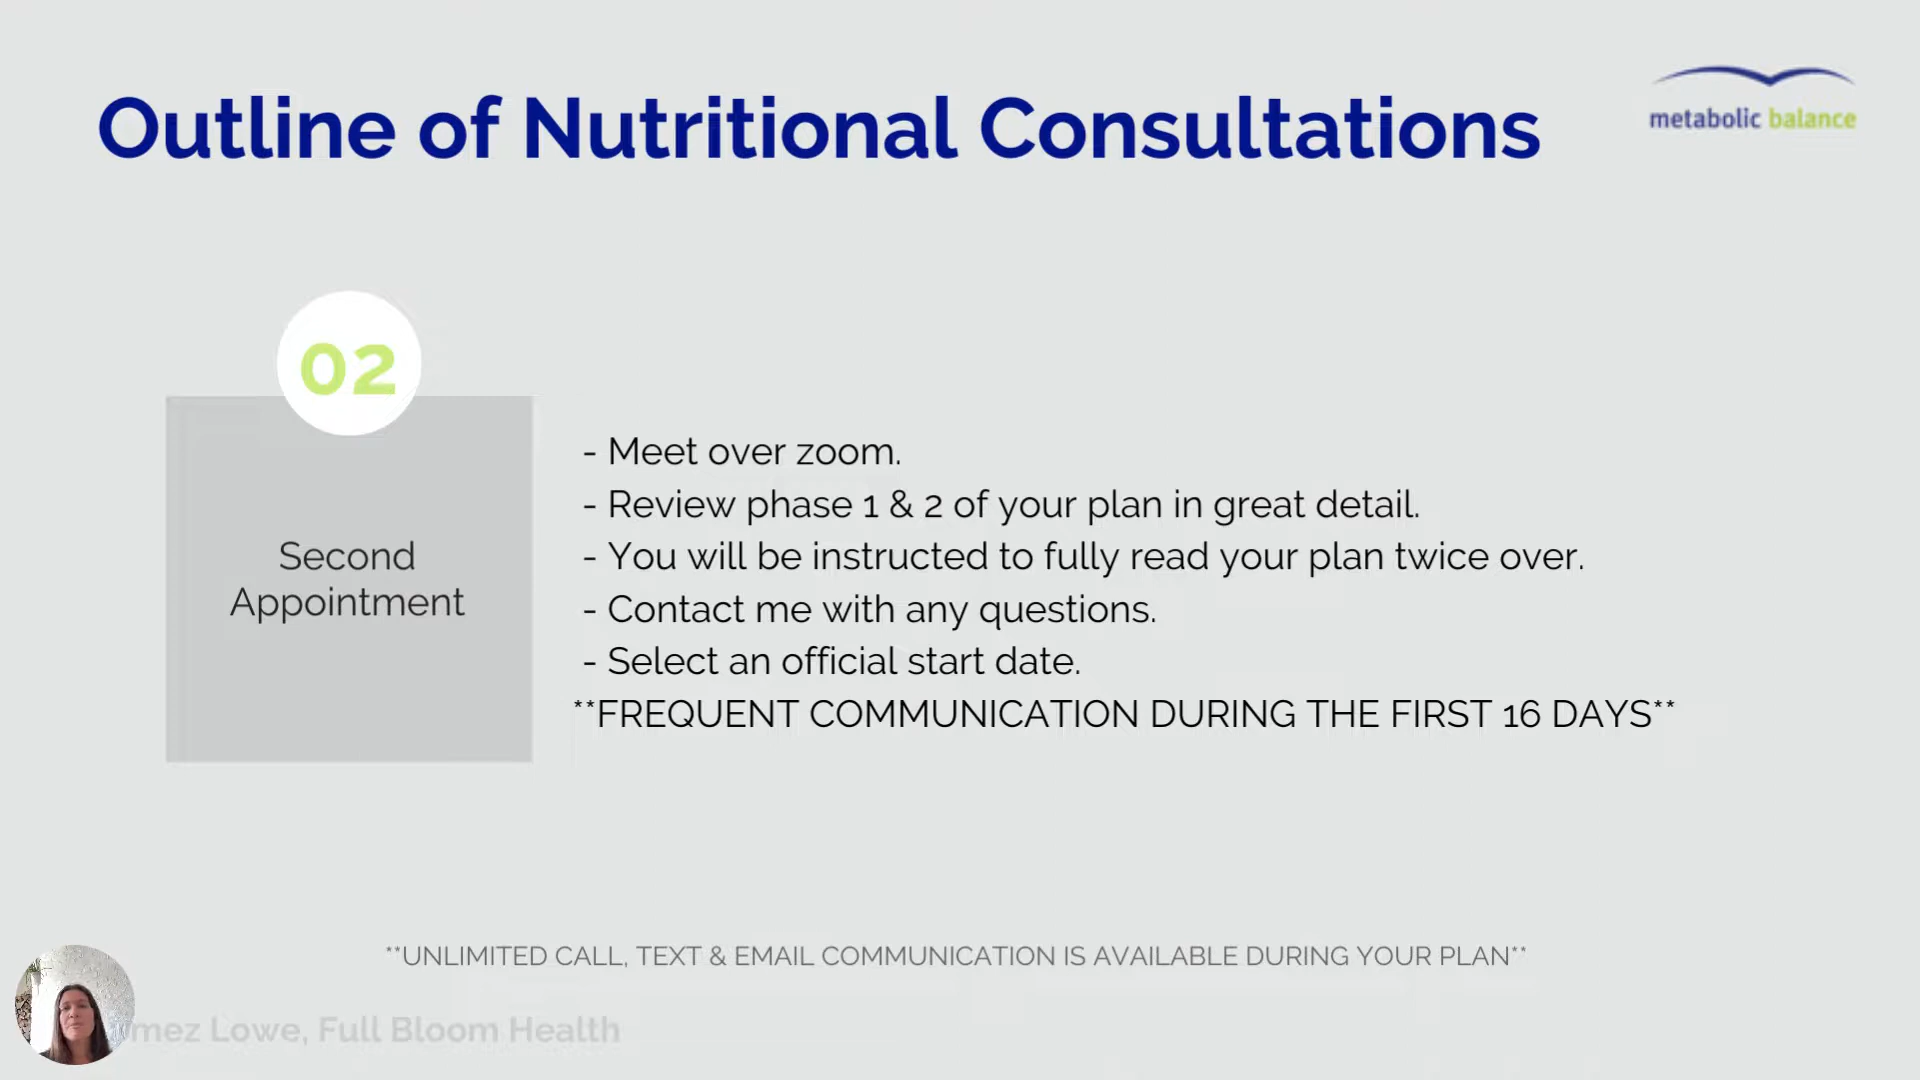 Outline of Nutritional Consultations
metabolic balance
02
Second
Appointment
- Meet over zoom.
- Review phase 1 & 2 of your plan in great detail.
- You will be instructed to fully read your plan twice over.
- Contact me with any questions.
- Select an official start date.
**FREQUENT COMMUNICATION DURING THE FIRST 16 DAYS**
**UNLIMITED CALL, TEXT & EMAIL COMMUNICATION IS AVAILABLE DURING YOUR PLAN**
Lowe, Full Bloom Health